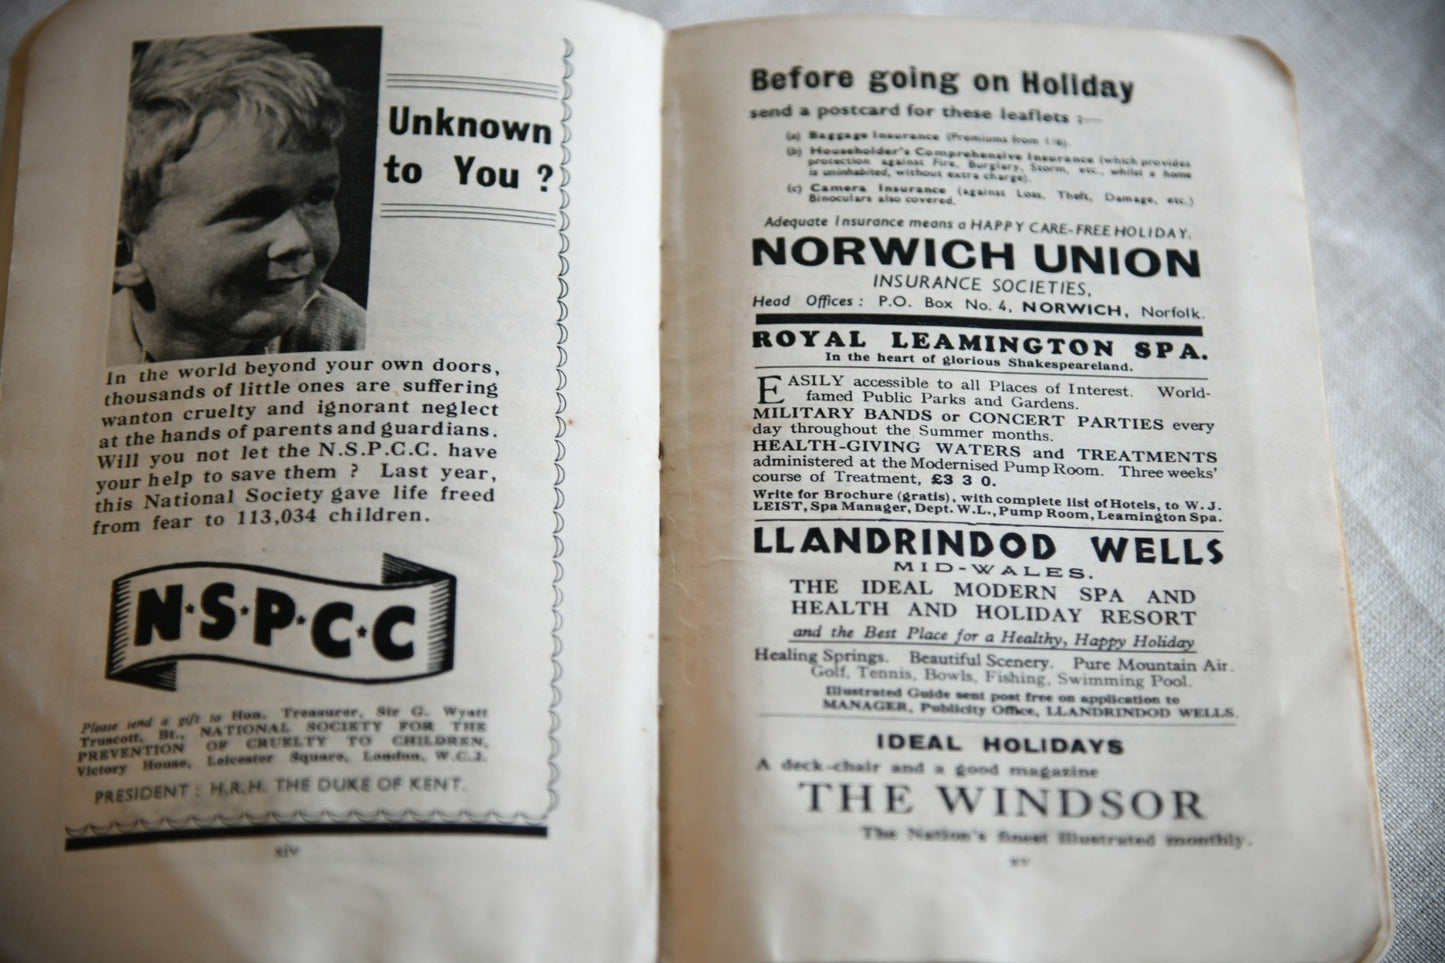 Unknown
to You ?
In the world beyond your own doors,
thousands of little ones are suffering
wanton cruelty and ignorant neglect
at the hands of parents and guardians.
Will you not let the N.S.P.C.C. have
your help to save them ? Last year,
this National Society gave life freed
from fear to 113,034 children.
N·S·P·C·C
Please send a gift to Hon. Treasurer, Sir G. Wyatt
Truscott, Bt., NATIONAL SOCIETY FOR THE
PREVENTION OF CRUELTY TO CHILDREN,
Victory House, Leicester Square, London, W.C.2.
PRESIDENT : H.R.H. THE DUKE OF KENT.
xiv
Before going on Holiday
send a postcard for these leaflets :—
(a) Baggage Insurance (Premiums from 1/6).
(b) Householder's Comprehensive Insurance (which provides
protection against Fire, Burglary, Storm, etc., whilst a home
is uninhabited, without extra charge).
(c) Camera Insurance (against Loss, Theft, Damage, etc.)
Binoculars also covered.
Adequate Insurance means a HAPPY CARE-FREE HOLIDAY.
NORWICH UNION
INSURANCE SOCIETIES,
Head Offices : P.O. Box No. 4, NORWICH, Norfolk.
ROYAL LEAMINGTON SPA.
In the heart of glorious Shakespeareland.
EASILY accessible to all Places of Interest. World-
famed Public Parks and Gardens.
MILITARY BANDS or CONCERT PARTIES every
day throughout the Summer months.
HEALTH-GIVING WATERS and TREATMENTS
administered at the Modernised Pump Room. Three weeks'
course of Treatment, £3 3 0.
Write for Brochure (gratis), with complete list of Hotels, to W. J.
LEIST, Spa Manager, Dept. W.L., Pump Room, Leamington Spa.
LLANDRINDOD WELLS
MID-WALES.
THE IDEAL MODERN SPA AND
HEALTH AND HOLIDAY RESORT
and the Best Place for a Healthy, Happy Holiday
Healing Springs. Beautiful Scenery. Pure Mountain Air.
Golf, Tennis, Bowls, Fishing, Swimming Pool.
Illustrated Guide sent post free on application to
MANAGER, Publicity Office, LLANDRINDOD WELLS.
IDEAL HOLIDAYS
A deck-chair and a good magazine
THE WINDSOR
The Nation's finest illustrated monthly.
xv